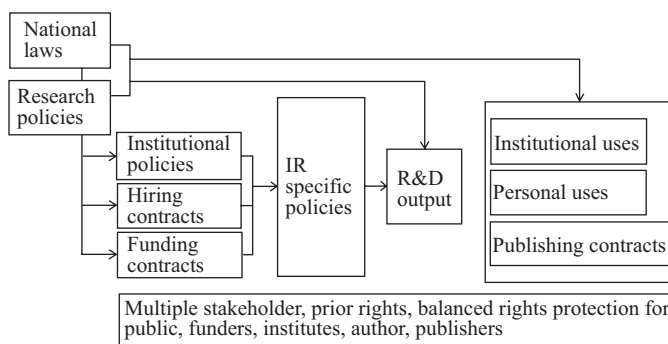 National
laws
Research
policies
Institutional
policies
Hiring
contracts
Funding
contracts
IR
specific
policies
R&D
output
Institutional uses
Personal uses
Publishing contracts
Multiple stakeholder, prior rights, balanced rights protection for
public, funders, institutes, author, publishers